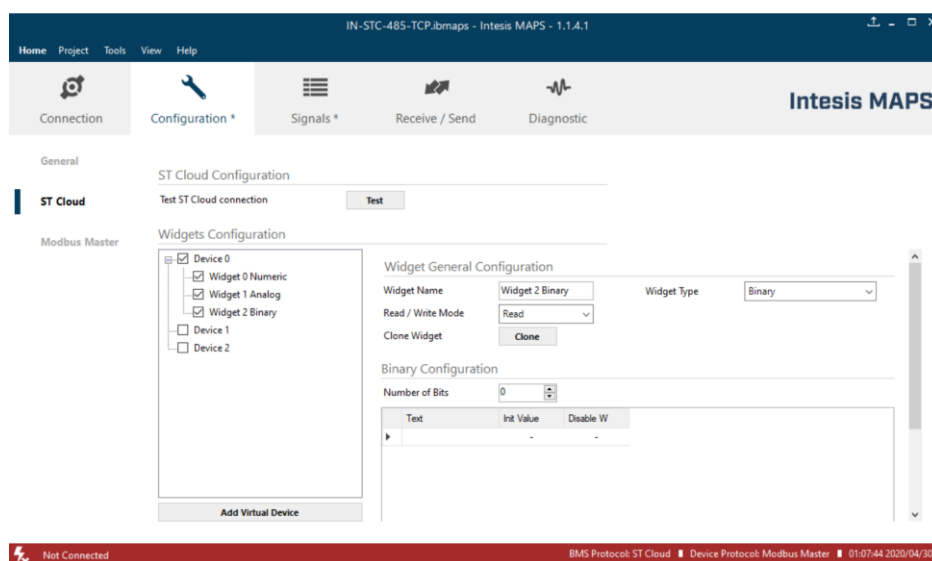 IN-STC-485-TCP.ibmaps - Intesis MAPS - 1.1.4.1
Home Project Tools View Help
Connection Configuration * Signals * Receive / Send Diagnostic
Intesis MAPS
General
ST Cloud
Modbus Master
ST Cloud Configuration
Test ST Cloud connection Test
Widgets Configuration
Device 0
Widget 0 Numeric
Widget 1 Analog
Widget 2 Binary
Device 1
Device 2
Add Virtual Device
Widget General Configuration
Widget Name Widget 2 Binary Widget Type Binary
Read / Write Mode Read
Clone Widget Clone
Binary Configuration
Number of Bits 0
Text Init Value Disable W
- -
Not Connected BMS Protocol: ST Cloud Device Protocol: Modbus Master 01:07:44 2020/04/30